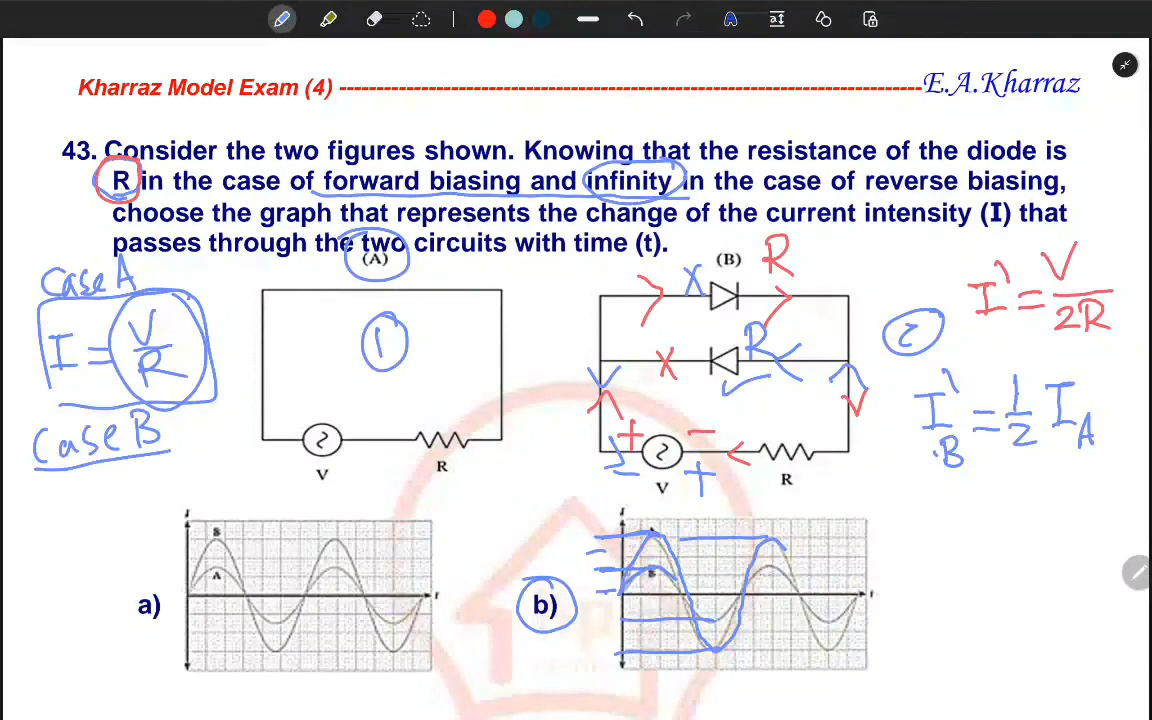 Kharraz Model Exam (4) ---------------------------------------------------------------------- E.A.Kharraz
43. Consider the two figures shown. Knowing that the resistance of the diode is
R in the case of forward biasing and infinity in the case of reverse biasing,
choose the graph that represents the change of the current intensity (I) that
passes through the two circuits with time (t).
(A)
(B)
R
X
Case A
I = V/R
Case B
1
R
X
I' = V/2R
2
I'B = 1/2 IA
+ -
- +
V
R
V
R
I
B
A
t
a)
I
A
B
t
b)